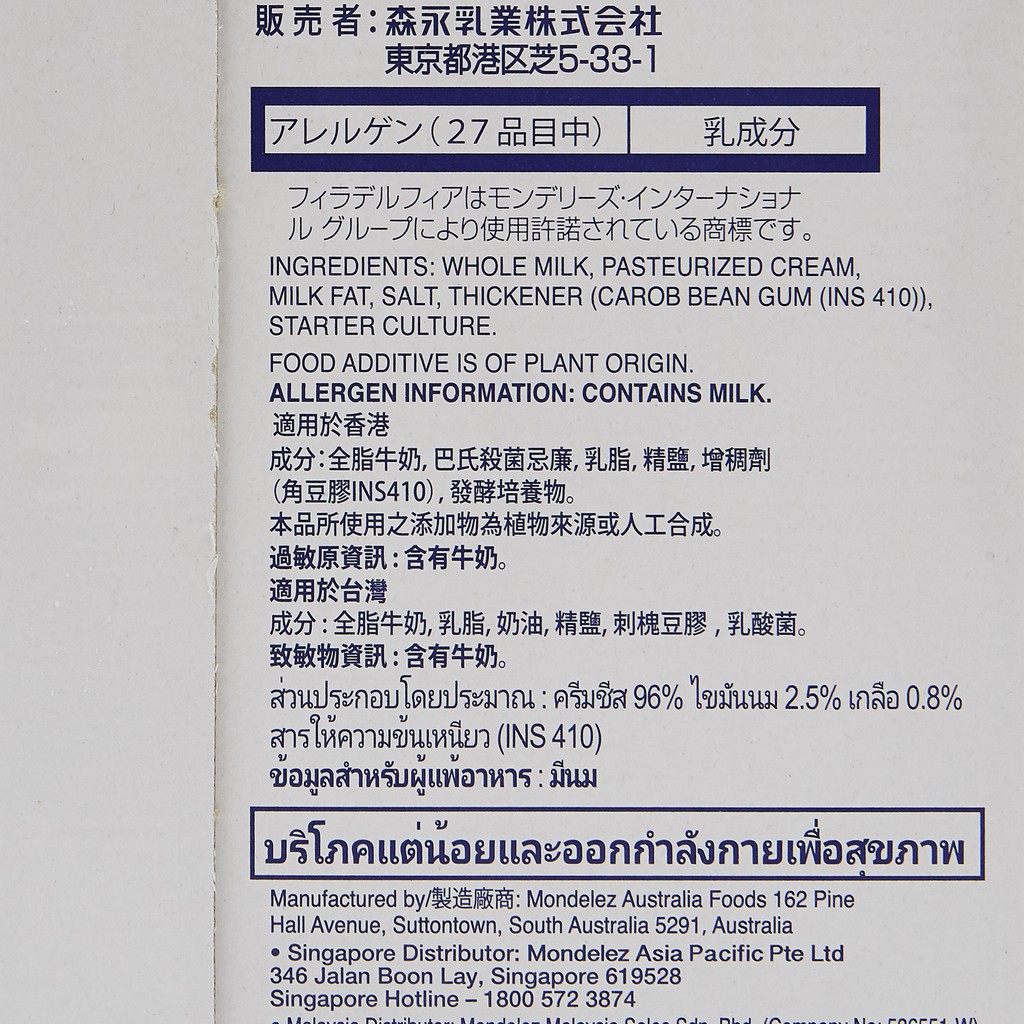 販売者：森永乳業株式会社
東京都港区芝5-33-1
アレルゲン（27品目中） 乳成分
フィラデルフィアはモンデリーズ・インターナショナ
ル グループにより使用許諾されている商標です。
INGREDIENTS: WHOLE MILK, PASTEURIZED CREAM,
MILK FAT, SALT, THICKENER (CAROB BEAN GUM (INS 410)),
STARTER CULTURE.
FOOD ADDITIVE IS OF PLANT ORIGIN.
ALLERGEN INFORMATION: CONTAINS MILK.
適用於香港
成分：全脂牛奶, 巴氏殺菌忌廉, 乳脂, 精鹽, 增稠劑
（角豆膠INS410）, 發酵培養物。
本品所使用之添加物為植物來源或人工合成。
過敏原資訊：含有牛奶。
適用於台灣
成分：全脂牛奶, 乳脂, 奶油, 精鹽, 刺槐豆膠 , 乳酸菌。
致敏物資訊：含有牛奶。
ส่วนประกอบโดยประมาณ : ครีมชีส 96% ไขมันนม 2.5% เกลือ 0.8%
สารให้ความข้นเหนียว (INS 410)
ข้อมูลสำหรับผู้แพ้อาหาร : มีนม
บริโภคแต่น้อยและออกกำลังกายเพื่อสุขภาพ
Manufactured by/製造廠商: Mondelez Australia Foods 162 Pine
Hall Avenue, Suttontown, South Australia 5291, Australia
• Singapore Distributor: Mondelez Asia Pacific Pte Ltd
346 Jalan Boon Lay, Singapore 619528
Singapore Hotline – 1800 572 3874
• Malaysia Distributor: Mondelez Malaysia Sales Sdn. Bhd. (Company No: 526551-W)